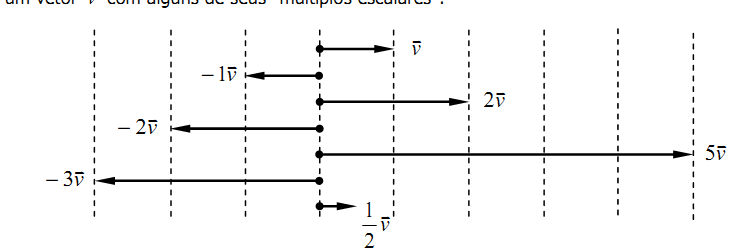 um vetor v̄ com alguns de seus "múltiplos escalares".
v̄
− 1v̄
2v̄
− 2v̄
5v̄
− 3v̄
1/2 v̄